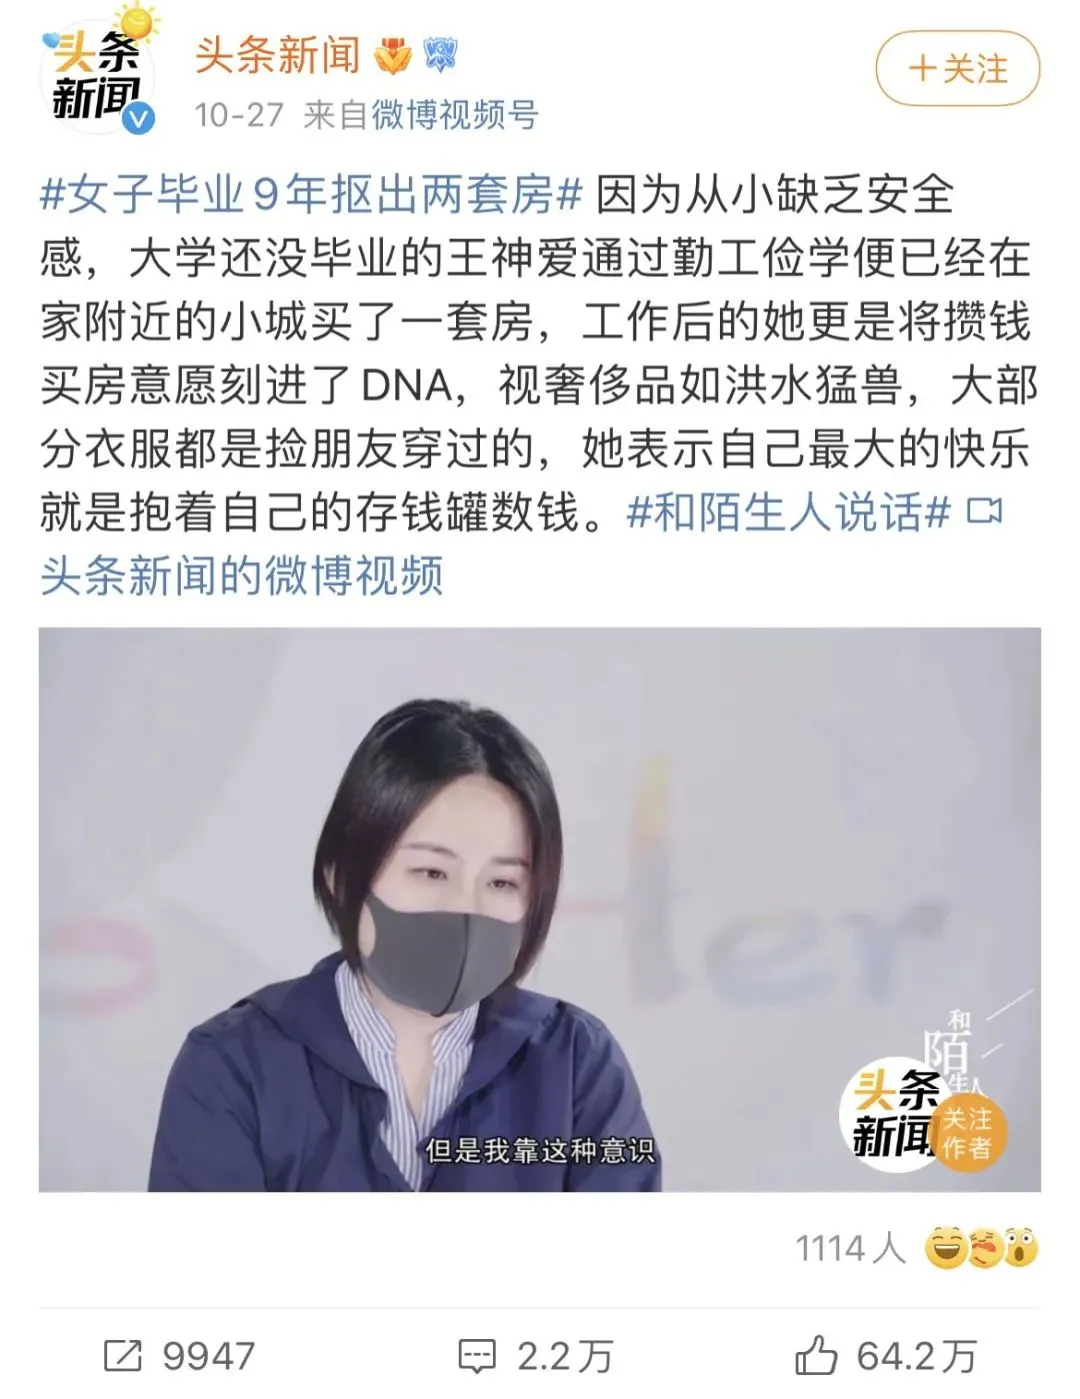 头条
新闻
头条新闻
+关注
10-27 来自微博视频号
#女子毕业9年抠出两套房# 因为从小缺乏安全
感，大学还没毕业的王神爱通过勤工俭学便已经在
家附近的小城买了一套房，工作后的她更是将攒钱
买房意愿刻进了DNA，视奢侈品如洪水猛兽，大部
分衣服都是捡朋友穿过的，她表示自己最大的快乐
就是抱着自己的存钱罐数钱。#和陌生人说话#
头条新闻的微博视频
Her
和
陌
生人
头条
新闻
关注
作者
但是我靠这种意识
1114人
9947
2.2万
64.2万